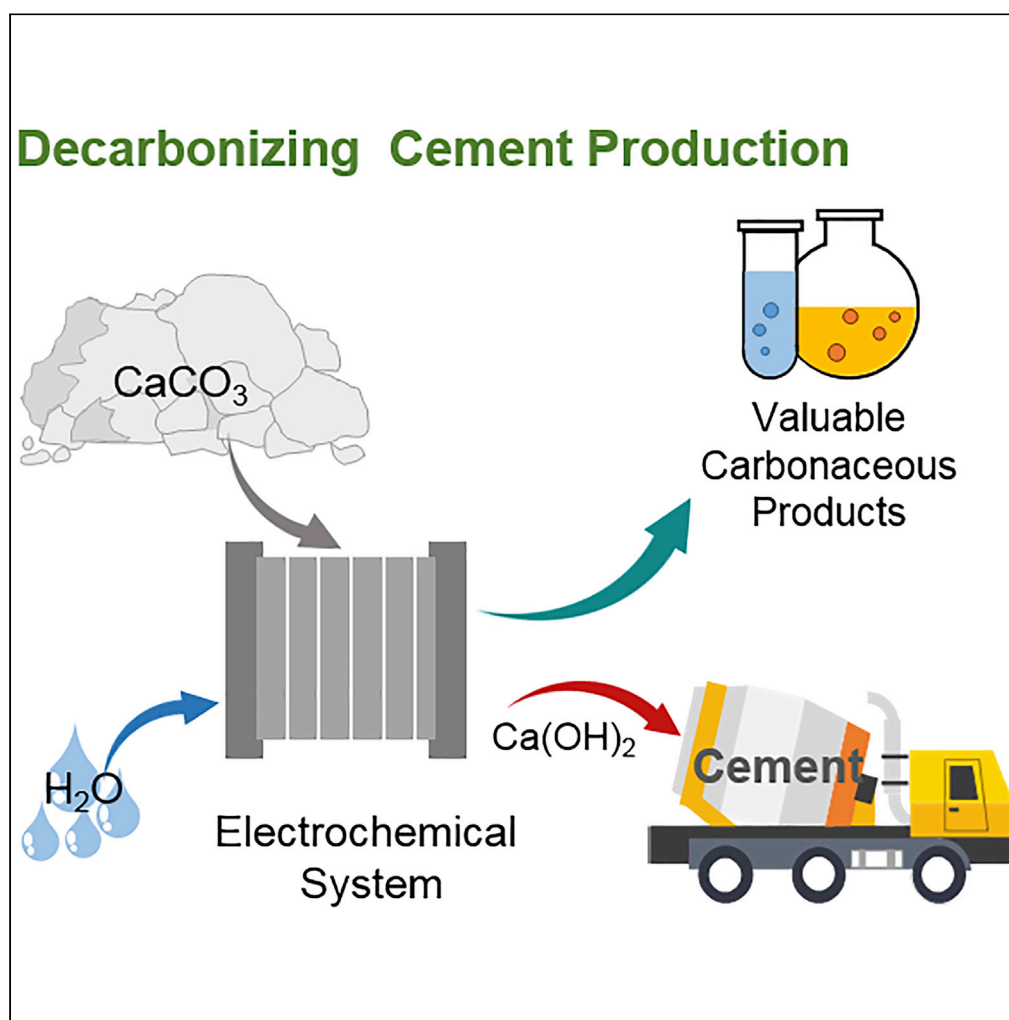 Decarbonizing Cement Production
CaCO₃
Valuable
Carbonaceous
Products
H₂O
Electrochemical
System
Ca(OH)₂
Cement